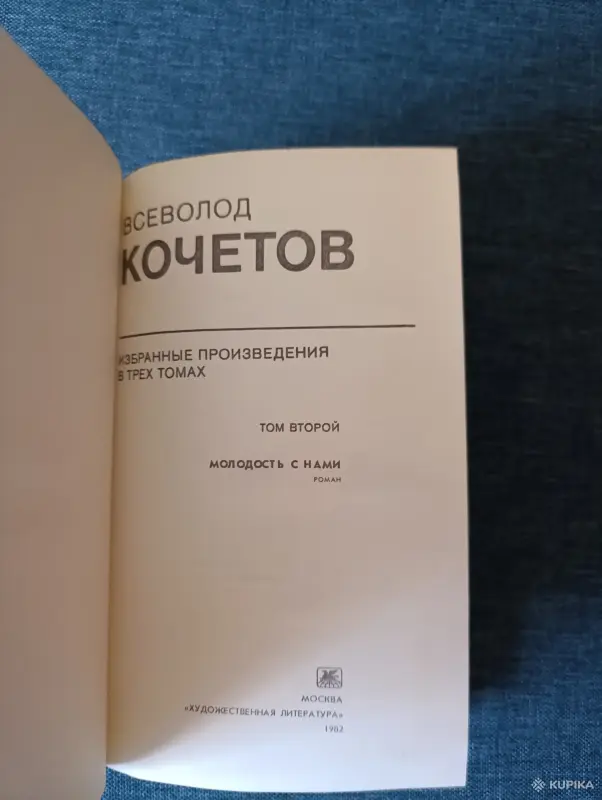 ВСЕВОЛОД
КОЧЕТОВ
ИЗБРАННЫЕ ПРОИЗВЕДЕНИЯ
В ТРЕХ ТОМАХ
ТОМ ВТОРОЙ
МОЛОДОСТЬ С НАМИ
РОМАН
МОСКВА
«ХУДОЖЕСТВЕННАЯ ЛИТЕРАТУРА»
1982
KUPIKA